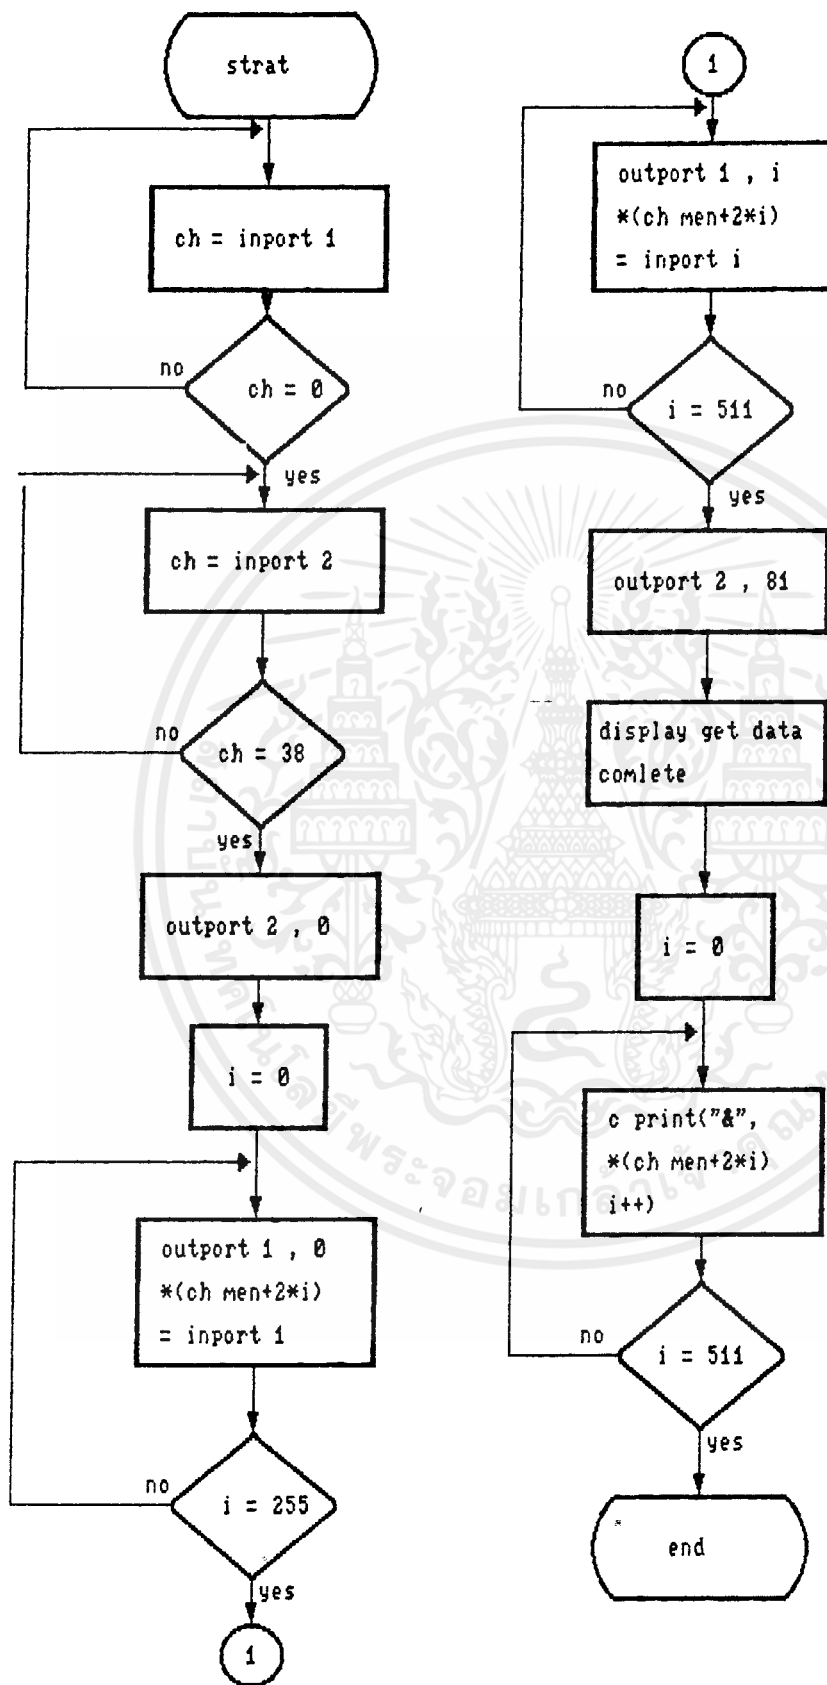 strat
ch = inport 1
no
ch = 0
yes
ch = inport 2
no
ch = 38
yes
outport 2 , 0
i = 0
outport 1 , 0
*(ch men+2*i)
= inport 1
no
i = 255
yes
1
1
outport 1 , i
*(ch men+2*i)
= inport i
no
i = 511
yes
outport 2 , 81
display get data
comlete
i = 0
c print("&",
*(ch men+2*i)
i++)
no
i = 511
yes
end